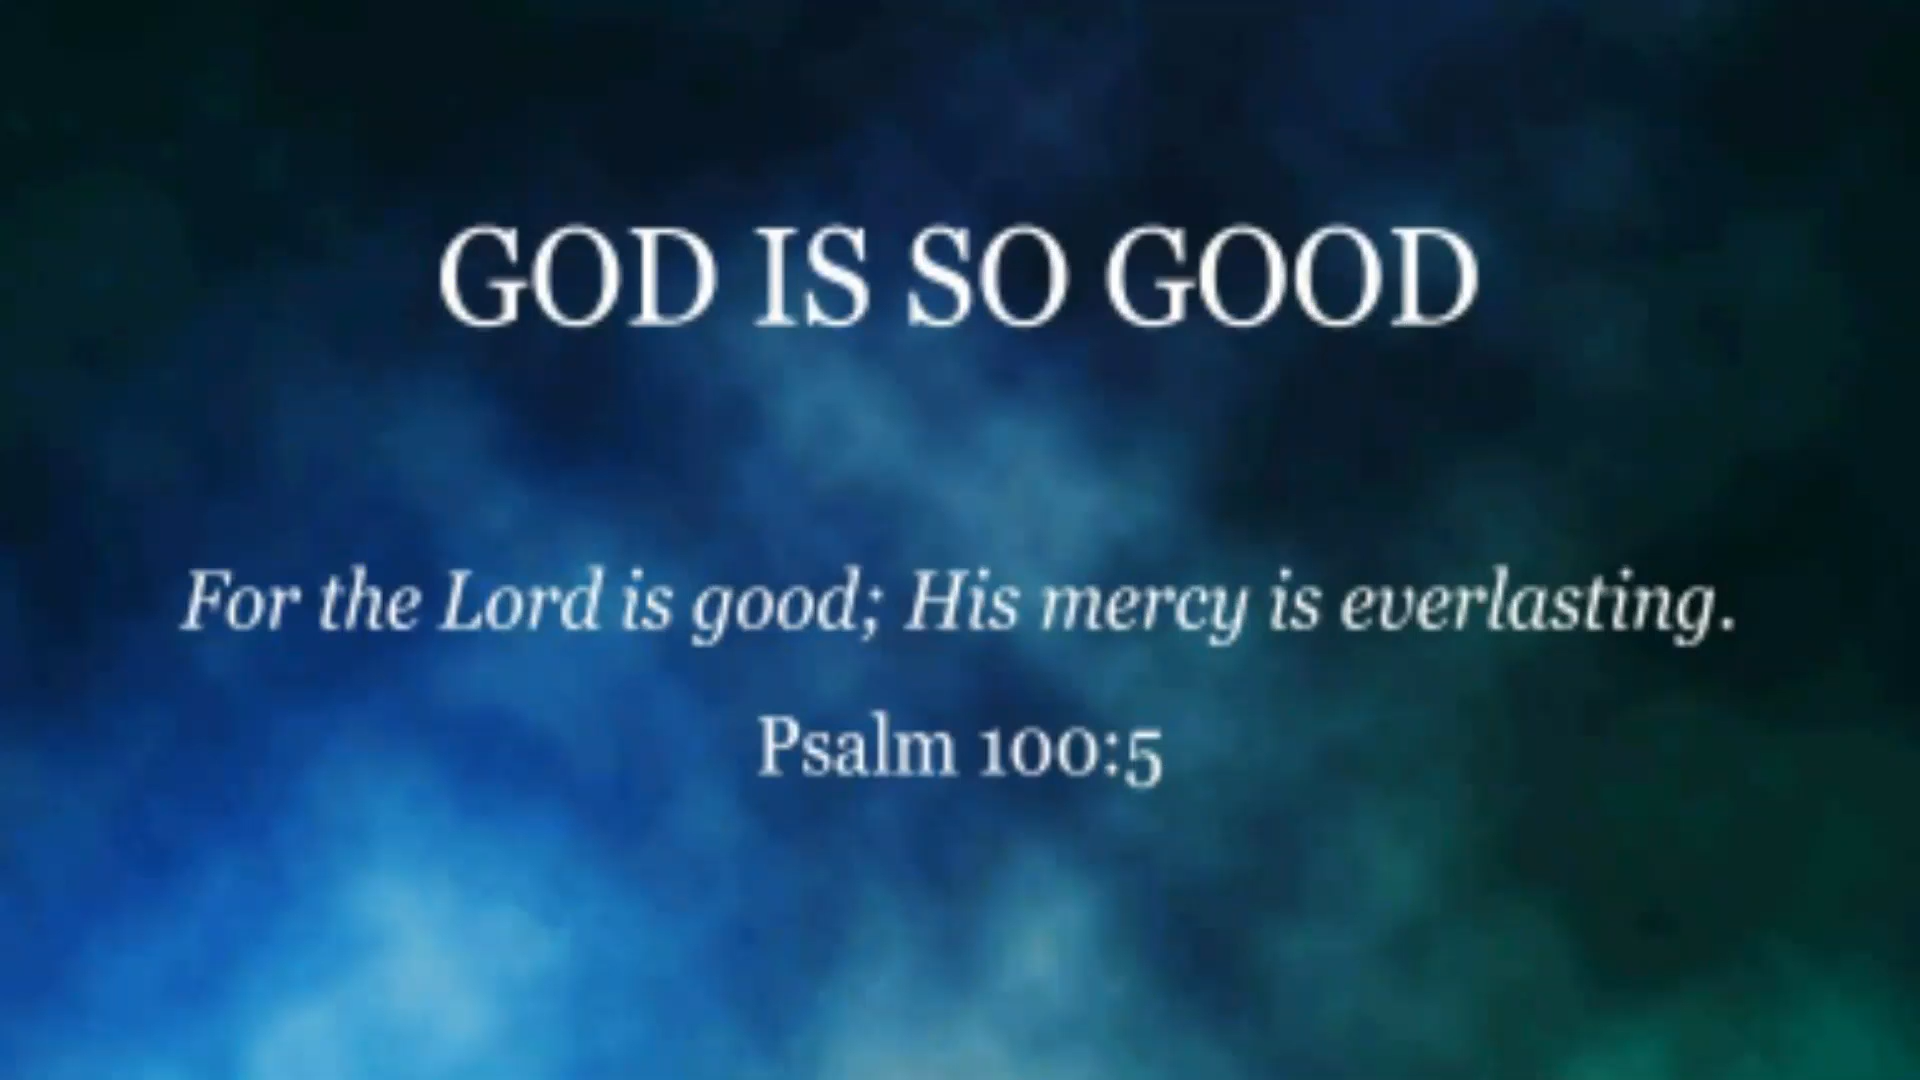 GOD IS SO GOOD
For the Lord is good; His mercy is everlasting.
Psalm 100:5